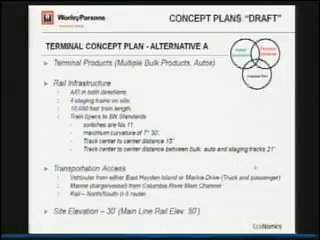 WorleyParsons
CONCEPT PLANS "DRAFT"
TERMINAL CONCEPT PLAN - ALTERNATIVE A
Terminal Products (Multiple Bulk Products, Autos)
Rail Infrastructure
A/D in both directions
4 staging trains on site,
10,000 foot train length,
Train Specs to BN Standards
- switches are No.11,
- maximum curvature of 7° 30',
- Track center to center distance 15'
- Track center to center distance between bulk, auto and staging tracks 21'
Transportation Access
Vehicular from either East Hayden Island or Marine Drive (Truck and passenger)
Marine (barge/vessel) from Columbia River Main Channel
Rail – North/South (I-5 route)
Site Elevation – 30' (Main Line Rail Elev. 50')
EcoNomics